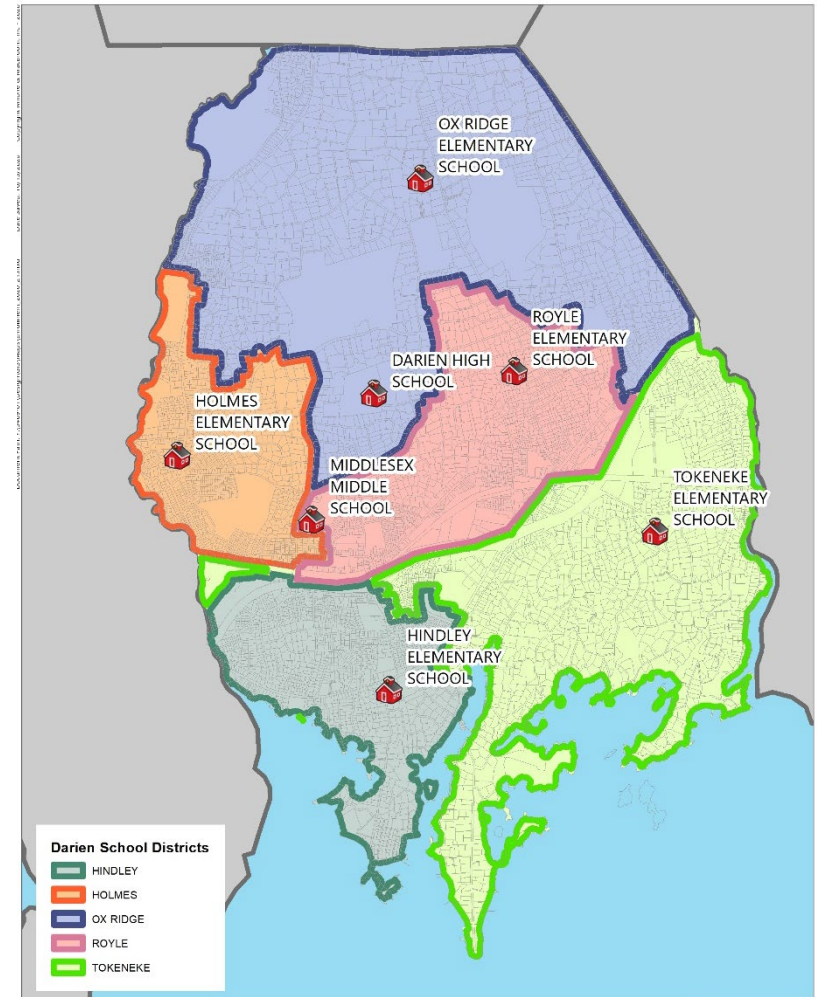 OX RIDGE
ELEMENTARY
SCHOOL
ROYLE
ELEMENTARY
SCHOOL
DARIEN HIGH
SCHOOL
HOLMES
ELEMENTARY
SCHOOL
MIDDLESEX
MIDDLE
SCHOOL
TOKENEKE
ELEMENTARY
SCHOOL
HINDLEY
ELEMENTARY
SCHOOL
Darien School Districts
HINDLEY
HOLMES
OX RIDGE
ROYLE
TOKENEKE